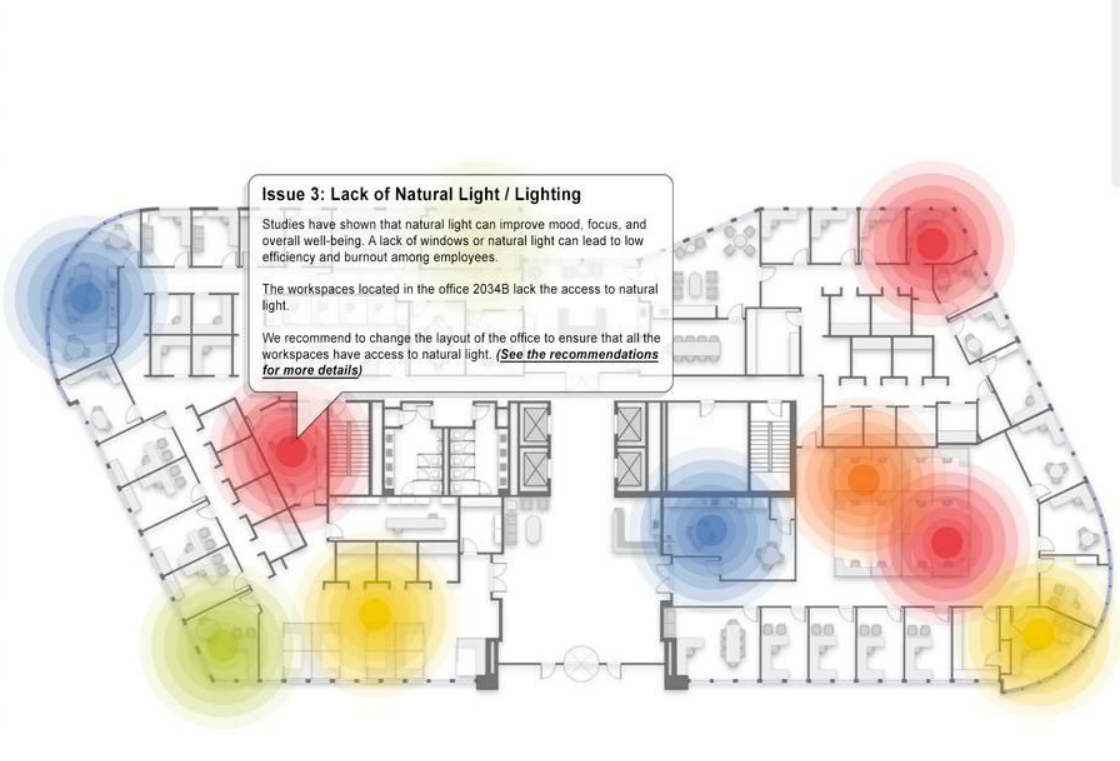 Issue 3: Lack of Natural Light / Lighting
Studies have shown that natural light can improve mood, focus, and
overall well-being. A lack of windows or natural light can lead to low
efficiency and burnout among employees.
The workspaces located in the office 2034B lack the access to natural
light.
We recommend to change the layout of the office to ensure that all the
workspaces have access to natural light. (See the recommendations
for more details)